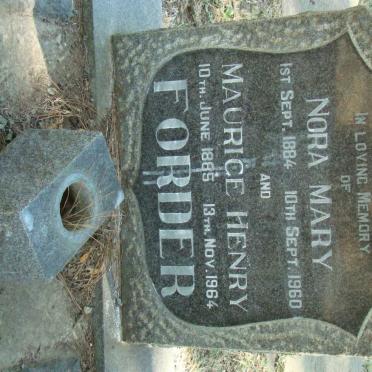 IN LOVING MEMORY
OF
NORA MARY
1ST SEPT. 1884 10TH SEPT. 1960
AND
MAURICE HENRY
10TH. JUNE 1885 13TH. NOV. 1964
FORDER